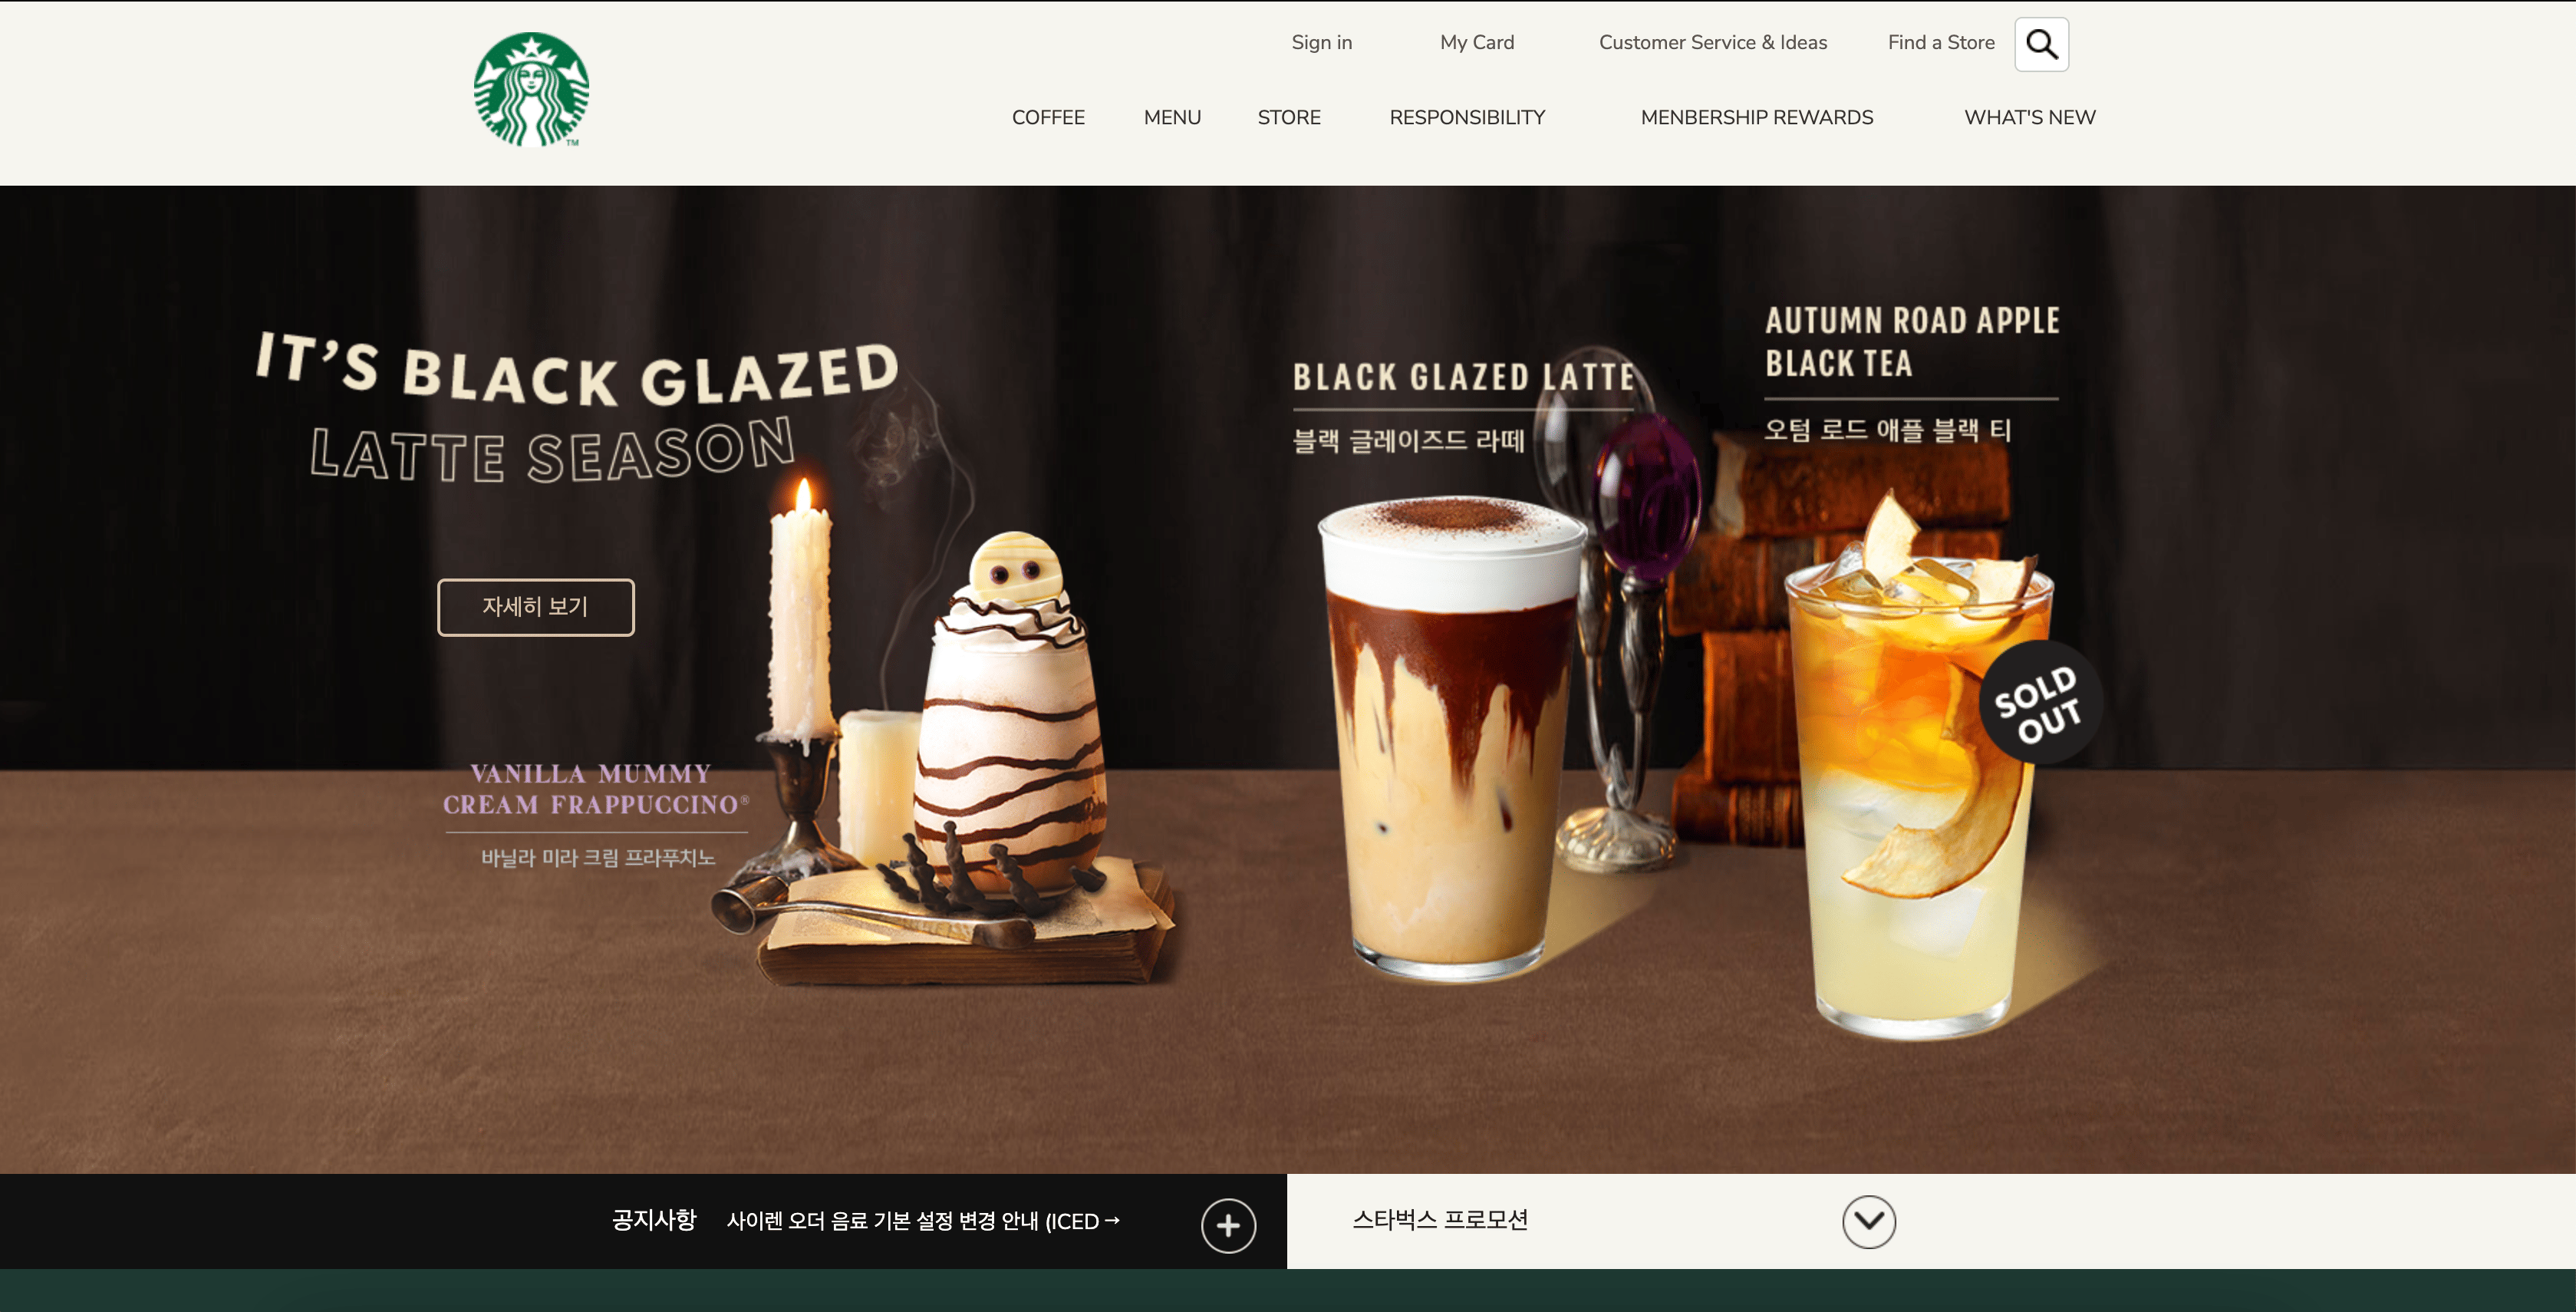 Sign in
My Card
Customer Service & Ideas
Find a Store
TM
COFFEE
MENU
STORE
RESPONSIBILITY
MENBERSHIP REWARDS
WHAT'S NEW
IT'S BLACK GLAZED
LATTE SEASON
자세히 보기
VANILLA MUMMY
CREAM FRAPPUCCINO®
바닐라 미라 크림 프라푸치노
BLACK GLAZED LATTE
블랙 글레이즈드 라떼
AUTUMN ROAD APPLE
BLACK TEA
오텀 로드 애플 블랙 티
SOLD
OUT
공지사항
사이렌 오더 음료 기본 설정 변경 안내 (ICED →
스타벅스 프로모션